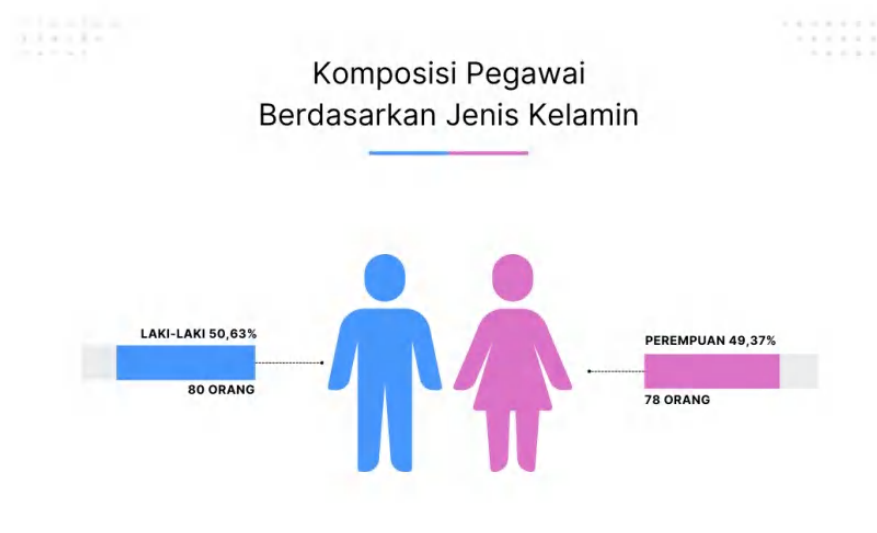 Komposisi Pegawai
Berdasarkan Jenis Kelamin
LAKI-LAKI 50,63%
80 ORANG
PEREMPUAN 49,37%
78 ORANG